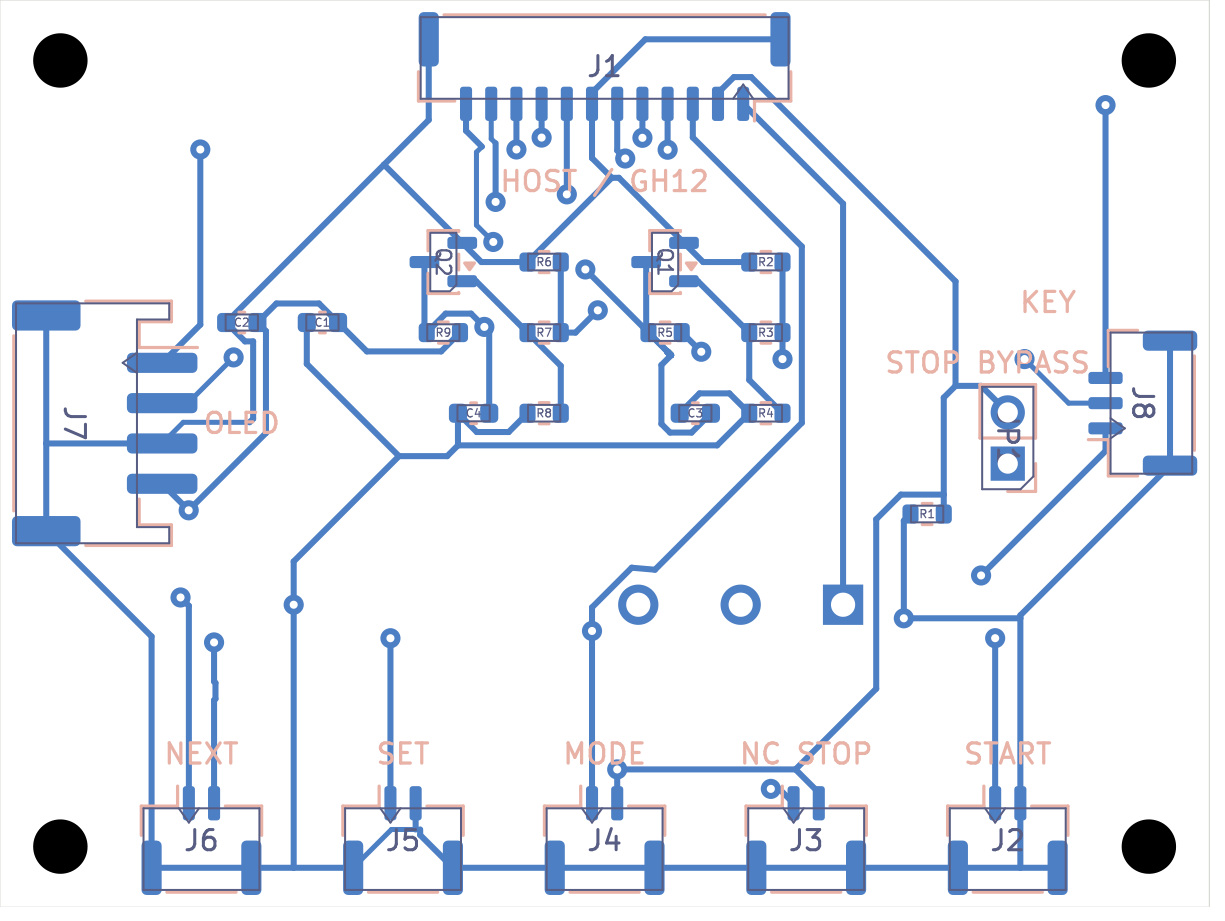 J1
HOST / GH12
Q2
R6
Q1
R2
KEY
C2
C1
R9
R7
R5
R3
STOP BYPASS
J7
OLED
C4
R8
C3
R4
J8
R1
NEXT
SET
MODE
NC STOP
START
J6
J5
J4
J3
J2